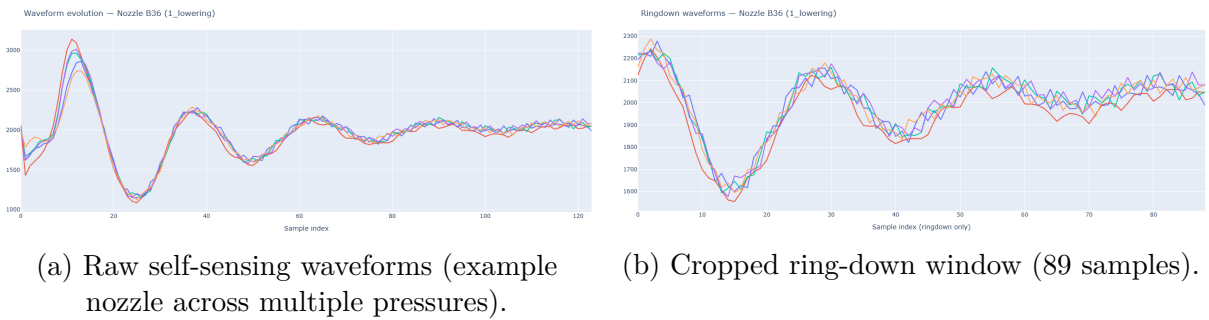 Waveform evolution — Nozzle B36 (1_lowering)
3000
2500
2000
1500
1000
0 20 40 60 80 100 120
Sample index
(a) Raw self-sensing waveforms (example
nozzle across multiple pressures).
Ringdown waveforms — Nozzle B36 (1_lowering)
2300
2200
2100
2000
1900
1800
1700
1600
0 10 20 30 40 50 60 70 80
Sample index (ringdown only)
(b) Cropped ring-down window (89 samples).